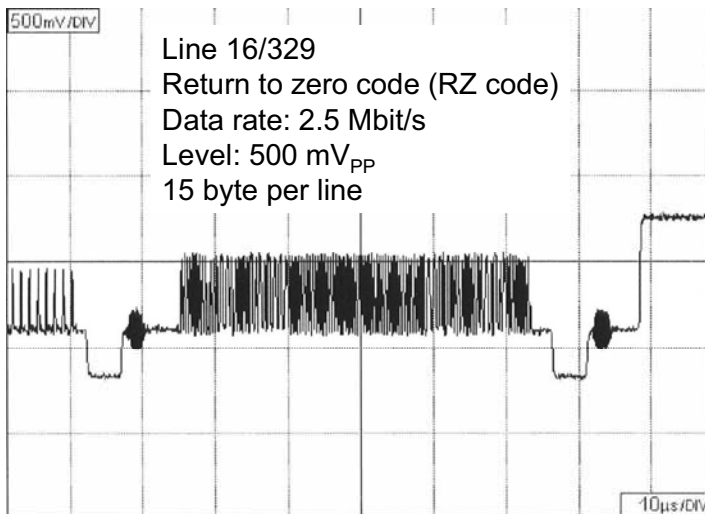 500mV/DIV
Line 16/329
Return to zero code (RZ code)
Data rate: 2.5 Mbit/s
Level: 500 mVPP
15 byte per line
10µs/DIV